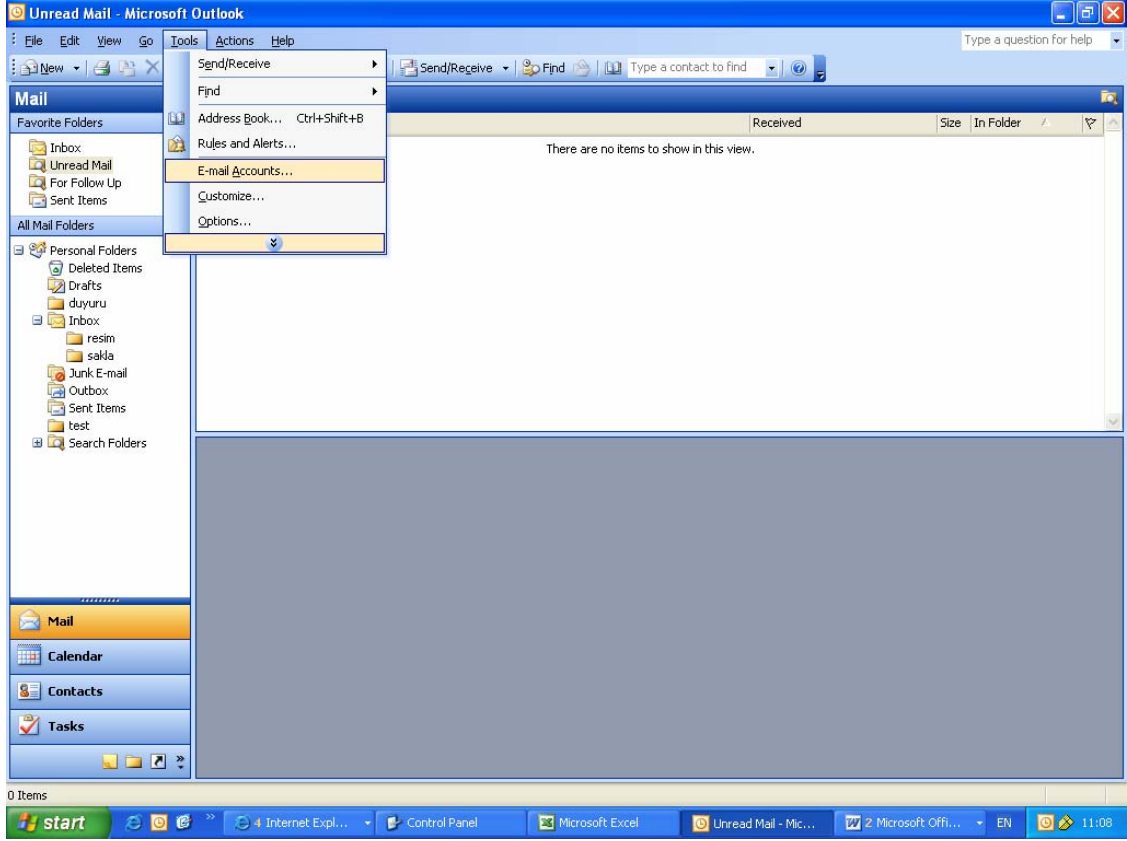 Unread Mail - Microsoft Outlook
File Edit View Go Tools Actions Help
Type a question for help
New
Send/Receive
Find
Type a contact to find
Send/Receive
Find
Address Book... Ctrl+Shift+B
Rules and Alerts...
E-mail Accounts...
Customize...
Options...
Mail
Favorite Folders
Inbox
Unread Mail
For Follow Up
Sent Items
All Mail Folders
Personal Folders
Deleted Items
Drafts
duyuru
Inbox
resim
sakla
Junk E-mail
Outbox
Sent Items
test
Search Folders
Received Size In Folder
There are no items to show in this view.
Mail
Calendar
Contacts
Tasks
0 Items
start
4 Internet Expl...
Control Panel
Microsoft Excel
Unread Mail - Mic...
2 Microsoft Offi...
EN
11:08